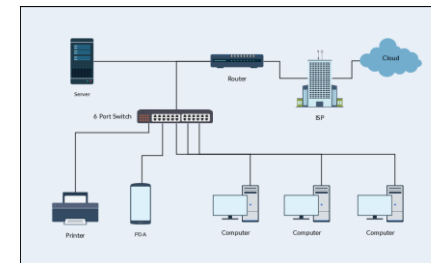 Cloud
Router
Server
ISP
6 Port Switch
Printer
PDA
Computer
Computer
Computer